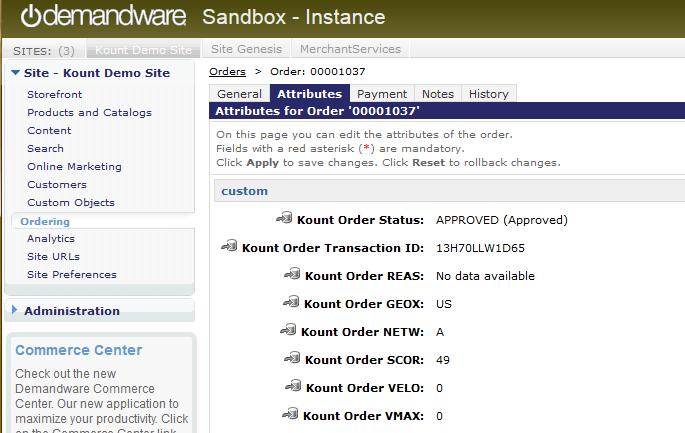 demandware Sandbox - Instance
SITES: (3) Kount Demo Site Site Genesis MerchantServices
Site - Kount Demo Site
Storefront
Products and Catalogs
Content
Search
Online Marketing
Customers
Custom Objects
Ordering
Analytics
Site URLs
Site Preferences
Administration
Commerce Center
Check out the new
Demandware Commerce
Center. Our new application to
maximize your productivity. Click
on the Commerce Center link
Orders > Order: 00001037
General Attributes Payment Notes History
Attributes for Order '00001037'
On this page you can edit the attributes of the order.
Fields with a red asterisk (*) are mandatory.
Click Apply to save changes. Click Reset to rollback changes.
custom
Kount Order Status: APPROVED (Approved)
Kount Order Transaction ID: 13H70LLW1D65
Kount Order REAS: No data available
Kount Order GEOX: US
Kount Order NETW: A
Kount Order SCOR: 49
Kount Order VELO: 0
Kount Order VMAX: 0